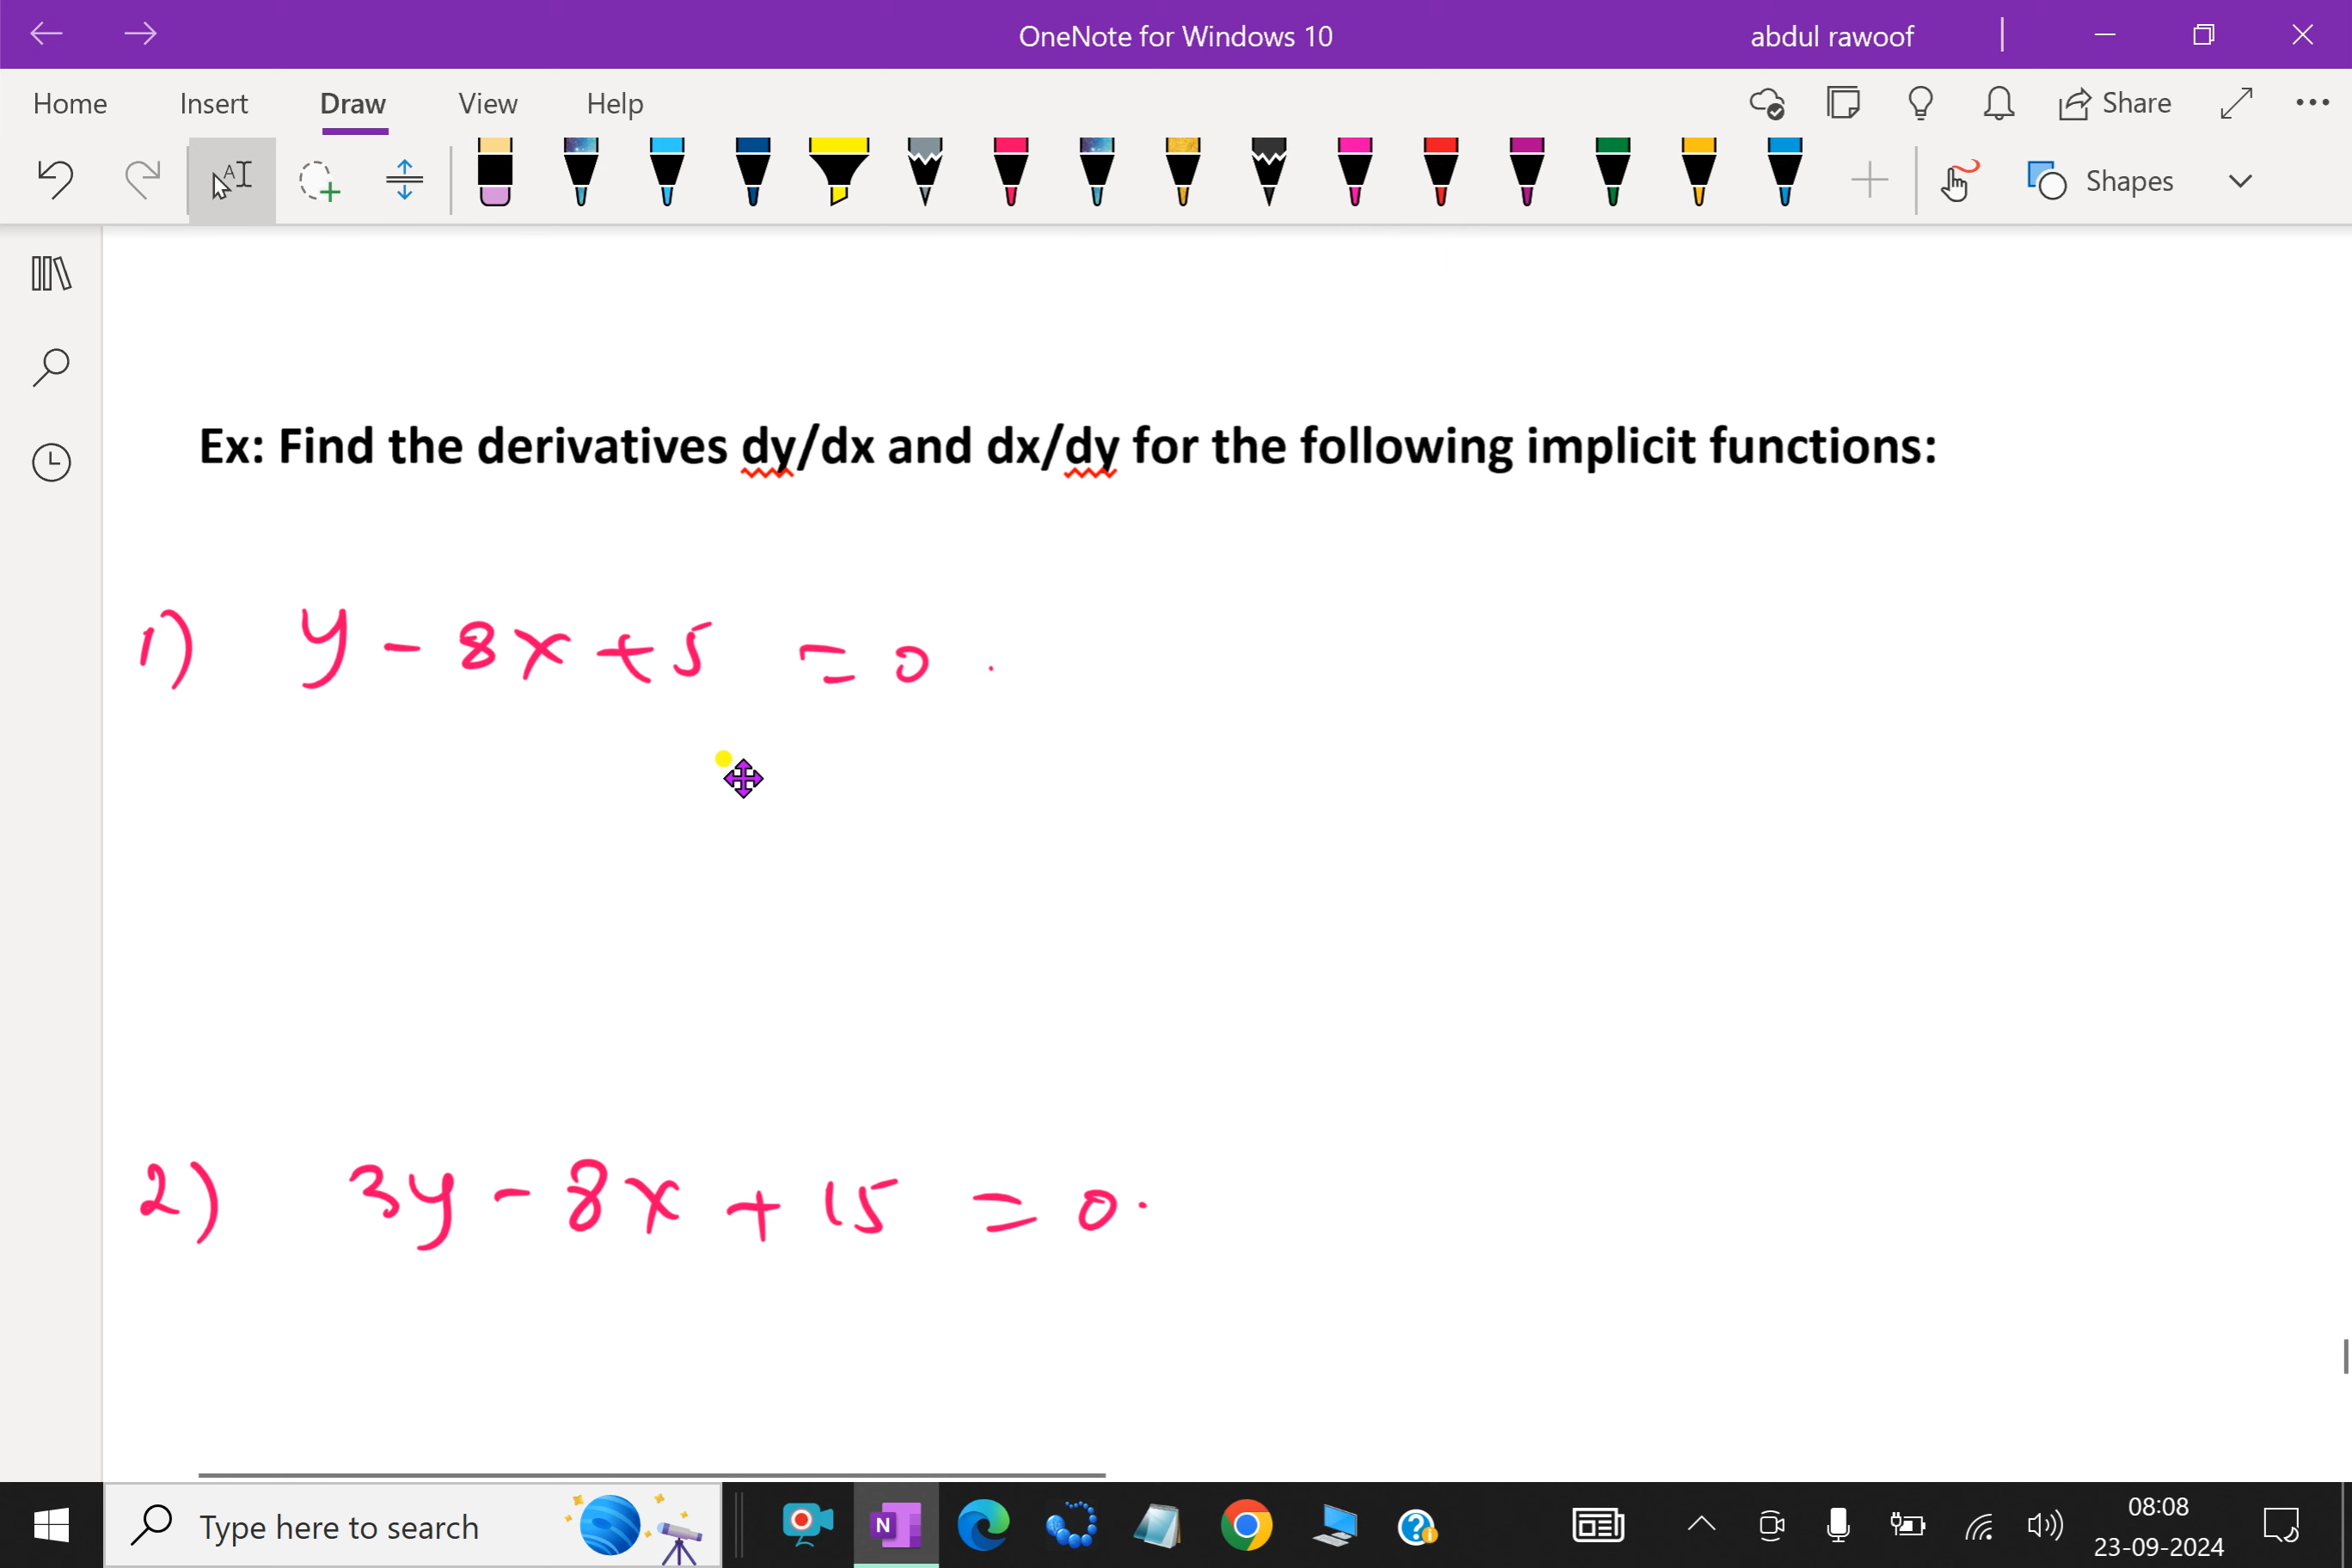 OneNote for Windows 10
abdul rawoof
Home Insert Draw View Help
Share
Shapes
Ex: Find the derivatives dy/dx and dx/dy for the following implicit functions:
1) y - 8x + 5 = 0 .
2) 3y - 8x + 15 = 0 .
Type here to search
08:08
23-09-2024